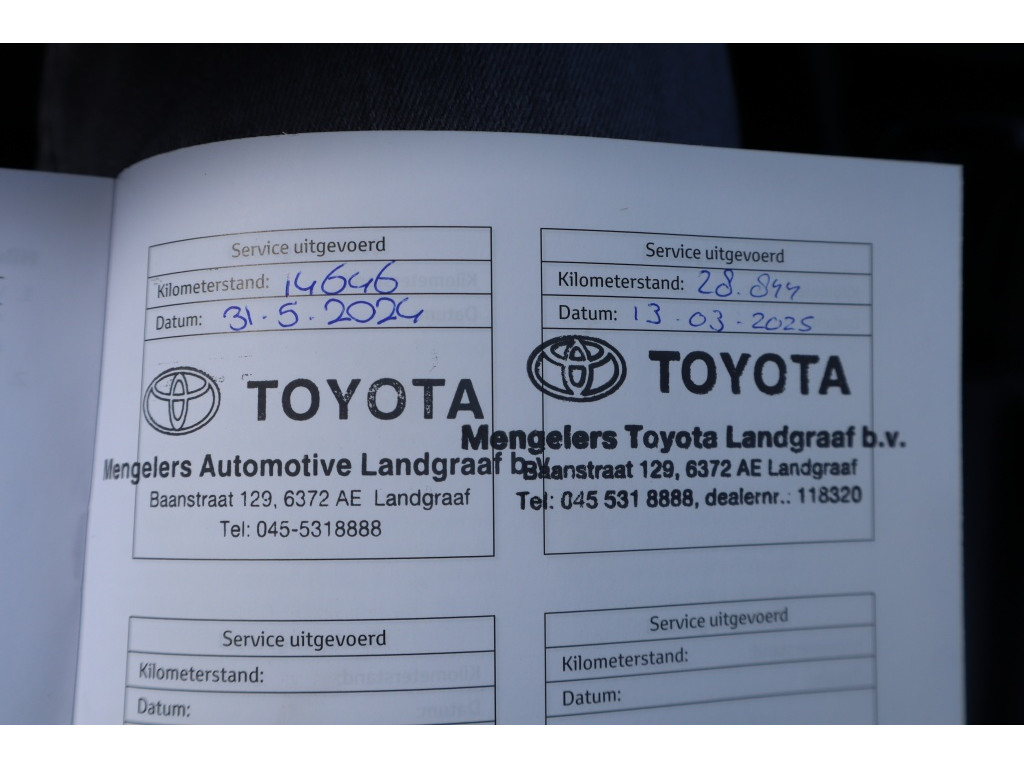 Service uitgevoerd
Kilometerstand: 14646
Datum: 31.5.2024
TOYOTA
Mengelers Automotive Landgraaf b.v.
Baanstraat 129, 6372 AE Landgraaf
Tel: 045-5318888
Service uitgevoerd
Kilometerstand: 28.844
Datum: 13.03-2025
TOYOTA
Mengelers Toyota Landgraaf b.v.
Baanstraat 129, 6372 AE Landgraaf
Tel: 045 531 8888, dealernr.: 118320
Service uitgevoerd
Kilometerstand:
Datum:
Service uitgevoerd
Kilometerstand:
Datum: